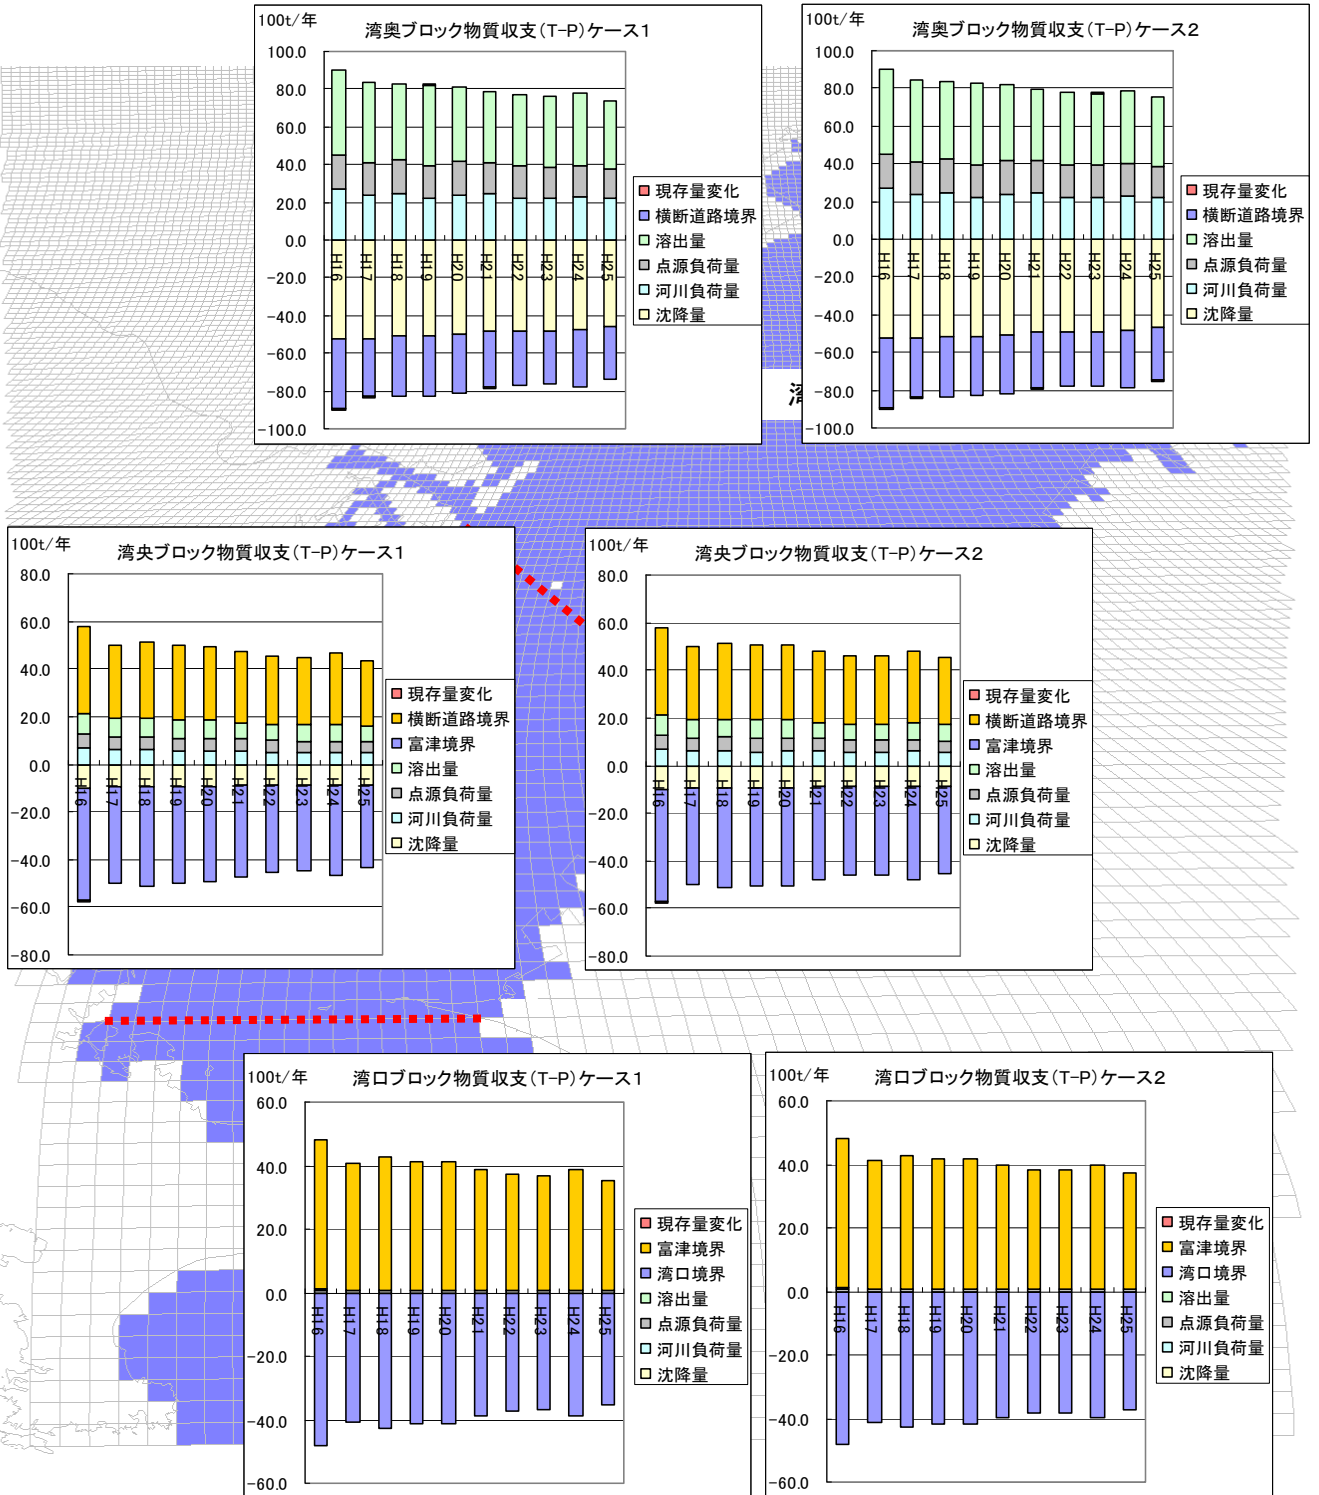 100t/年
湾奥ブロック物質収支(T-P)ケース1
100.0
80.0
60.0
40.0
20.0
0.0
-20.0
-40.0
-60.0
-80.0
-100.0
H16
H17
H18
H19
H20
H21
H22
H23
H24
H25
現存量変化
横断道路境界
溶出量
点源負荷量
河川負荷量
沈降量
100t/年
湾奥ブロック物質収支(T-P)ケース2
100.0
80.0
60.0
40.0
20.0
0.0
-20.0
-40.0
-60.0
-80.0
-100.0
H16
H17
H18
H19
H20
H21
H22
H23
H24
H25
現存量変化
横断道路境界
溶出量
点源負荷量
河川負荷量
沈降量
100t/年
湾央ブロック物質収支(T-P)ケース1
80.0
60.0
40.0
20.0
0.0
-20.0
-40.0
-60.0
-80.0
H16
H17
H18
H19
H20
H21
H22
H23
H24
H25
現存量変化
横断道路境界
富津境界
溶出量
点源負荷量
河川負荷量
沈降量
100t/年
湾央ブロック物質収支(T-P)ケース2
80.0
60.0
40.0
20.0
0.0
-20.0
-40.0
-60.0
-80.0
H16
H17
H18
H19
H20
H21
H22
H23
H24
H25
現存量変化
横断道路境界
富津境界
溶出量
点源負荷量
河川負荷量
沈降量
100t/年
湾口ブロック物質収支(T-P)ケース1
60.0
40.0
20.0
0.0
-20.0
-40.0
-60.0
H16
H17
H18
H19
H20
H21
H22
H23
H24
H25
現存量変化
富津境界
湾口境界
溶出量
点源負荷量
河川負荷量
沈降量
100t/年
湾口ブロック物質収支(T-P)ケース2
60.0
40.0
20.0
0.0
-20.0
-40.0
-60.0
H16
H17
H18
H19
H20
H21
H22
H23
H24
H25
現存量変化
富津境界
湾口境界
溶出量
点源負荷量
河川負荷量
沈降量